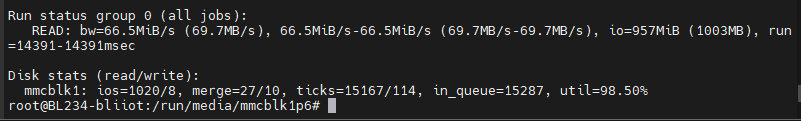 Run status group 0 (all jobs):
   READ: bw=66.5MiB/s (69.7MB/s), 66.5MiB/s-66.5MiB/s (69.7MB/s-69.7MB/s), io=957MiB (1003MB), run
=14391-14391msec

Disk stats (read/write):
  mmcblk1: ios=1020/8, merge=27/10, ticks=15167/114, in_queue=15287, util=98.50%
root@BL234-bliiot:/run/media/mmcblk1p6#